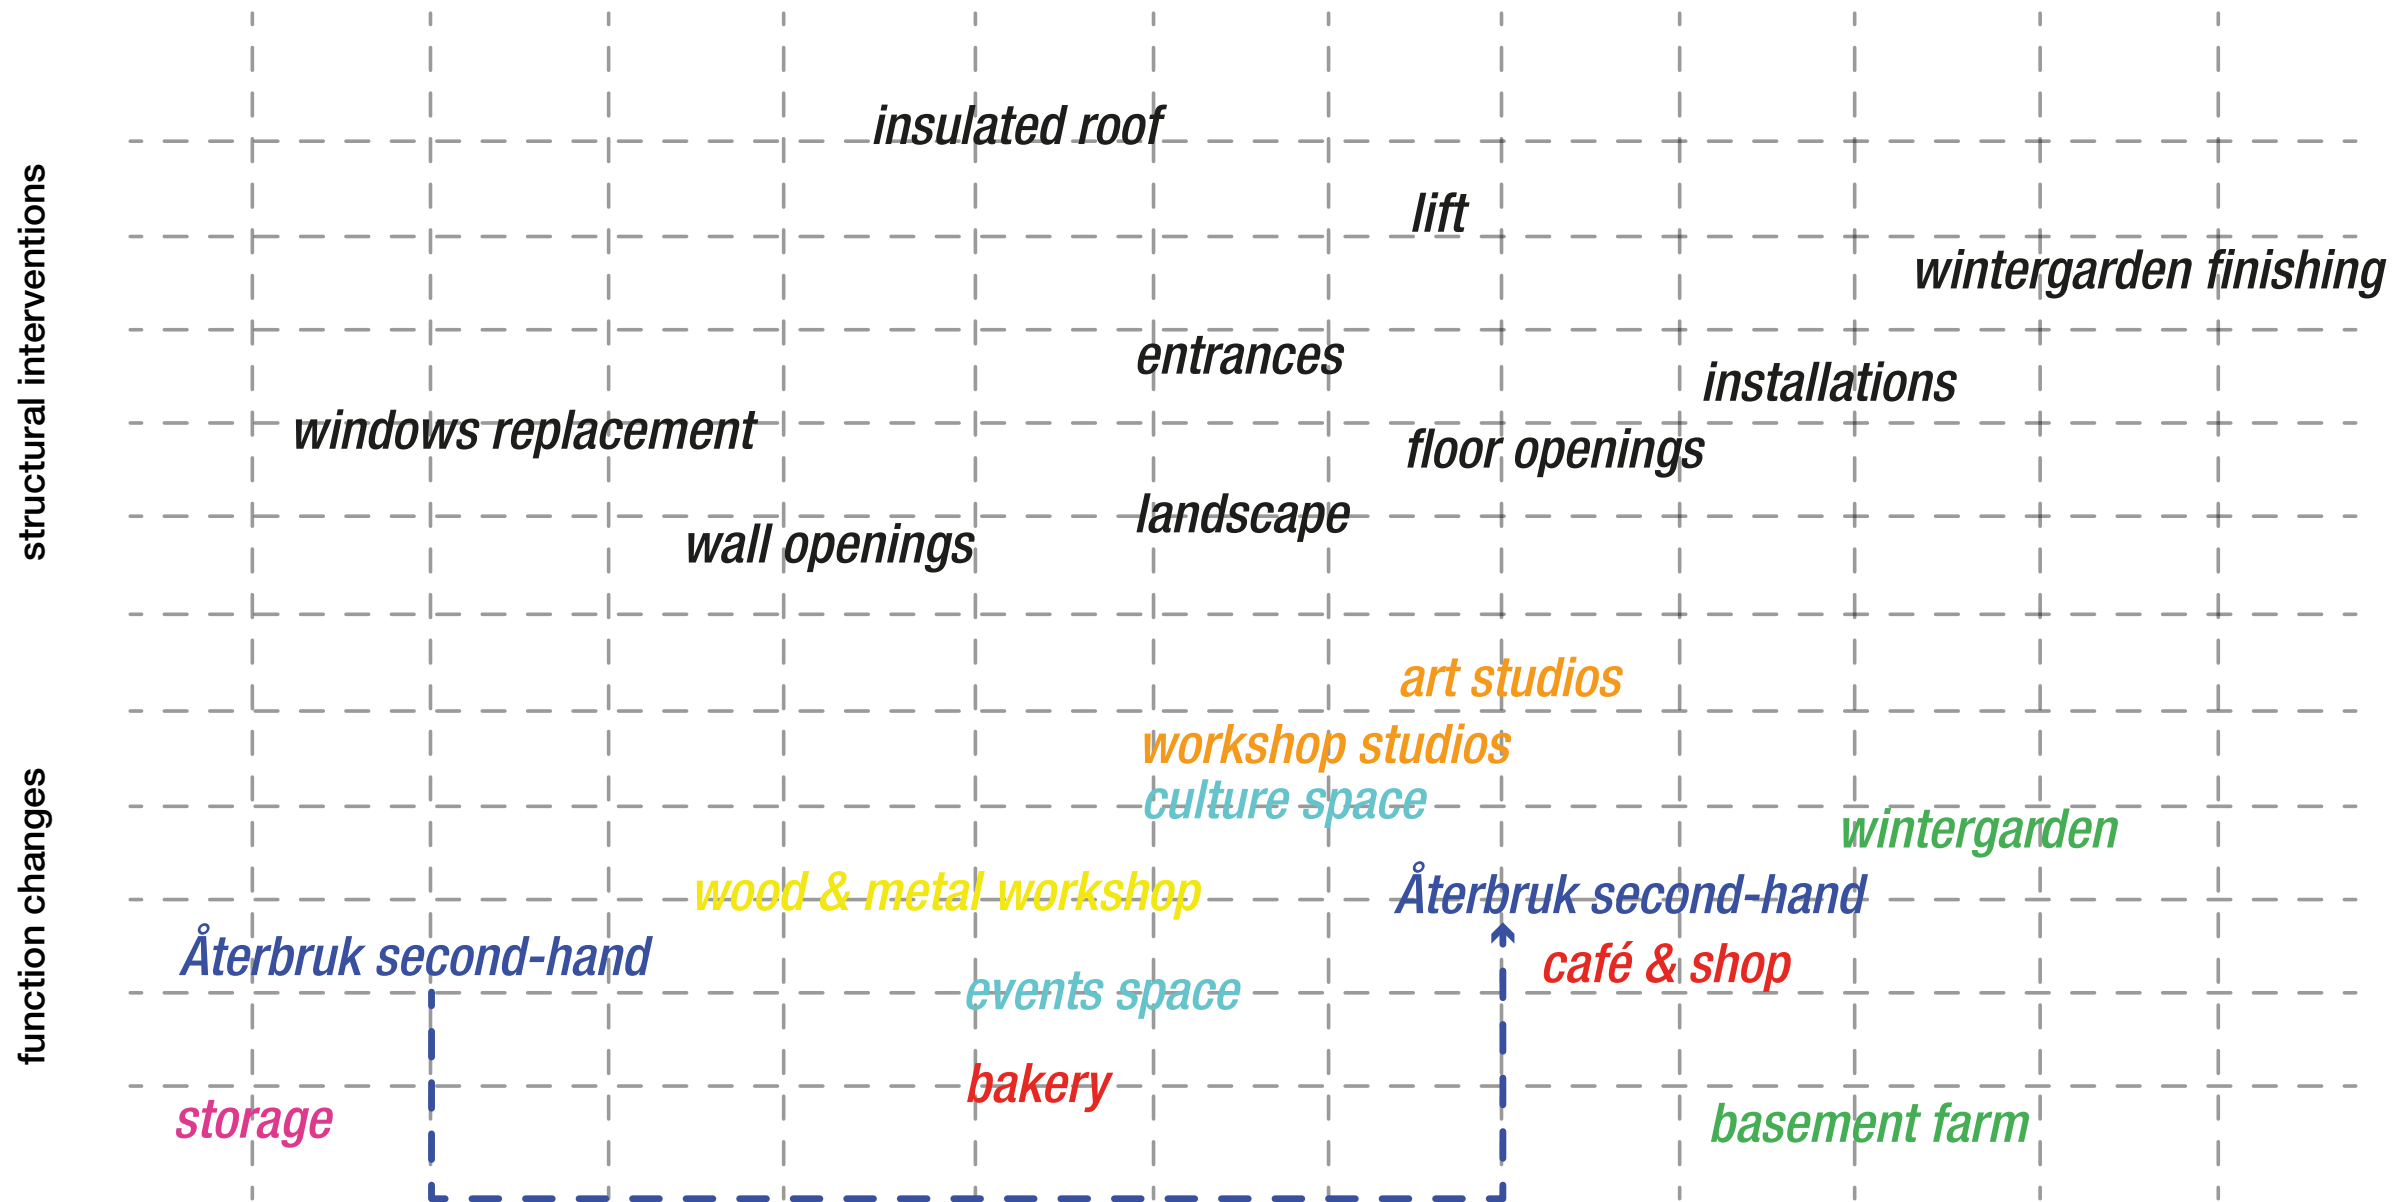 structural interventions
insulated roof
lift
wintergarden finishing
entrances
installations
windows replacement
floor openings
landscape
wall openings
function changes
art studios
workshop studios
culture space
wintergarden
wood & metal workshop
Återbruk second-hand
Återbruk second-hand
café & shop
events space
bakery
storage
basement farm